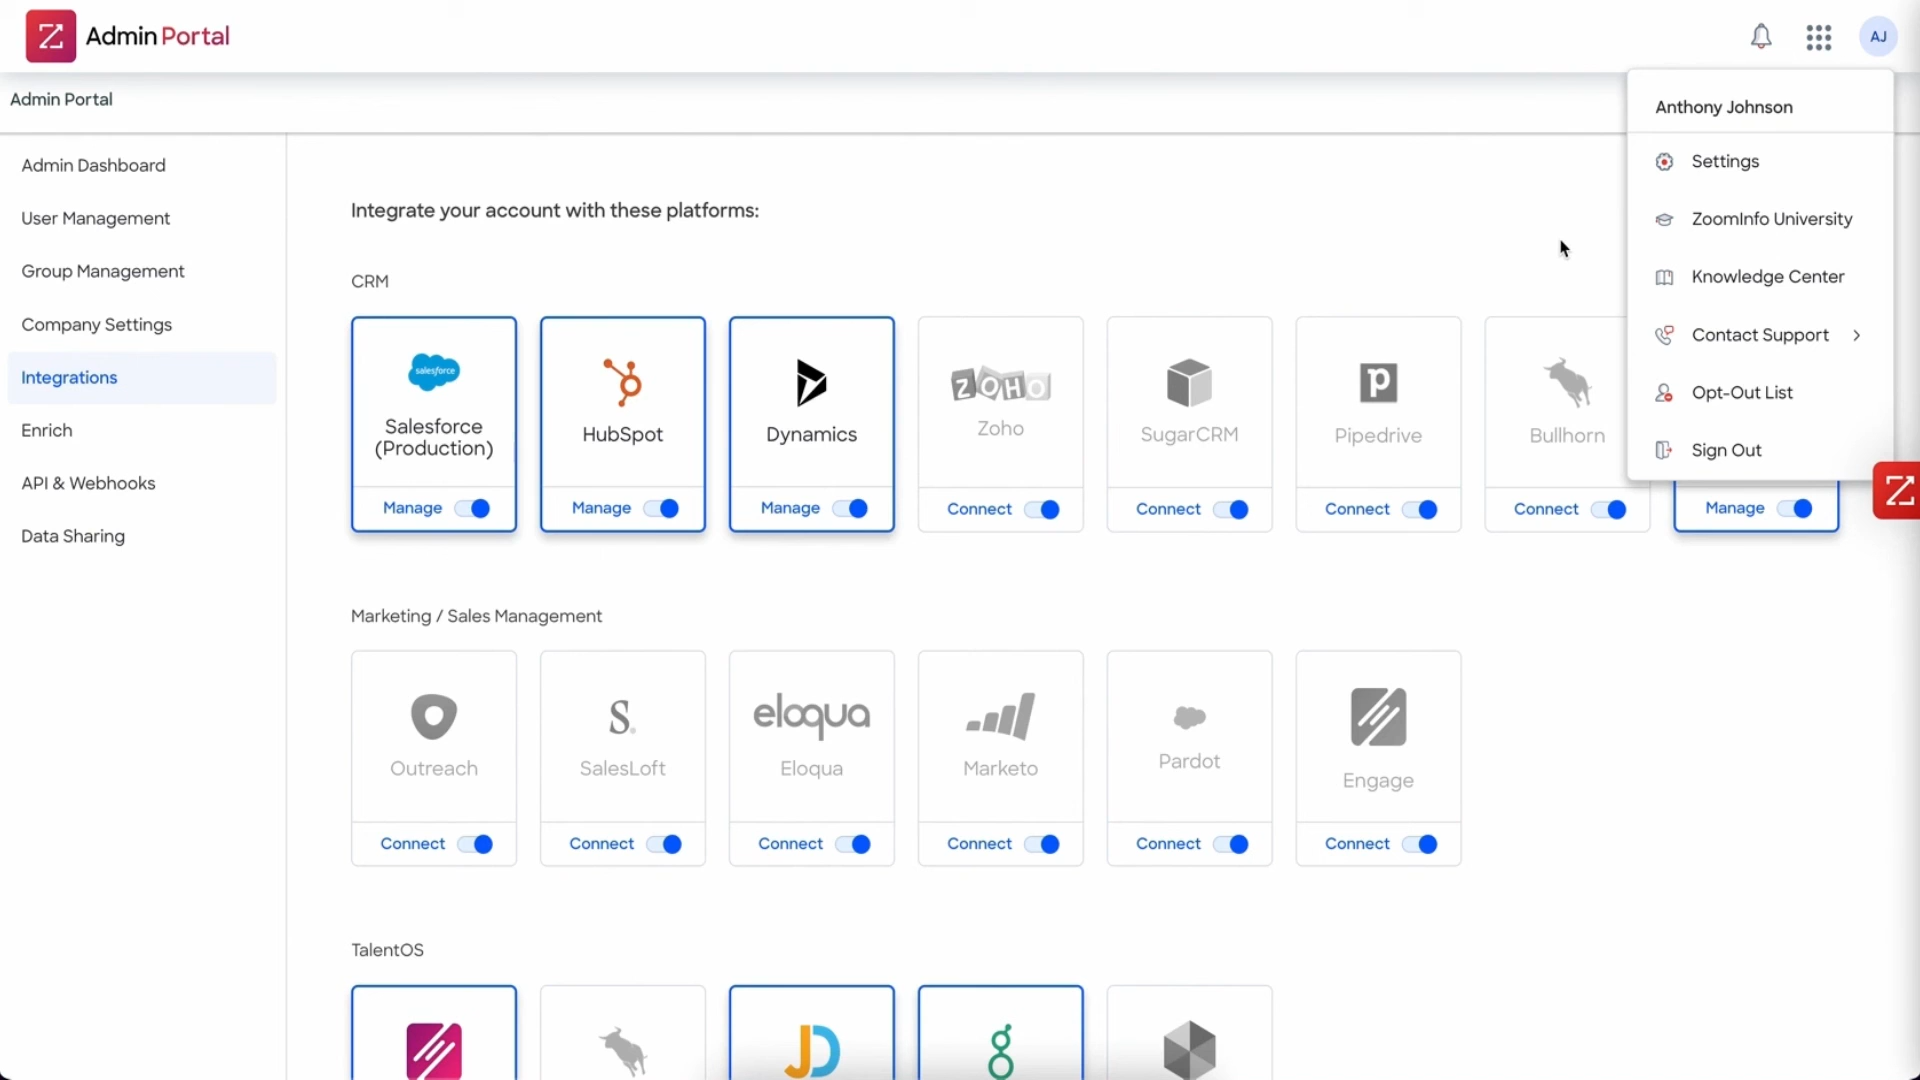 Admin Portal
AJ
Admin Portal
Anthony Johnson
Settings
ZoomInfo University
Knowledge Center
Contact Support
Opt-Out List
Sign Out
Admin Dashboard
User Management
Group Management
Company Settings
Integrations
Enrich
API & Webhooks
Data Sharing
Integrate your account with these platforms:
CRM
salesforce
Salesforce
(Production)
Manage
HubSpot
Manage
Dynamics
Manage
ZOHO
Zoho
Connect
SugarCRM
Connect
p
Pipedrive
Connect
Bullhorn
Connect
Manage
Marketing / Sales Management
Outreach
Connect
S.
SalesLoft
Connect
eloqua
Eloqua
Connect
Marketo
Connect
Pardot
Connect
Engage
Connect
TalentOS
JD